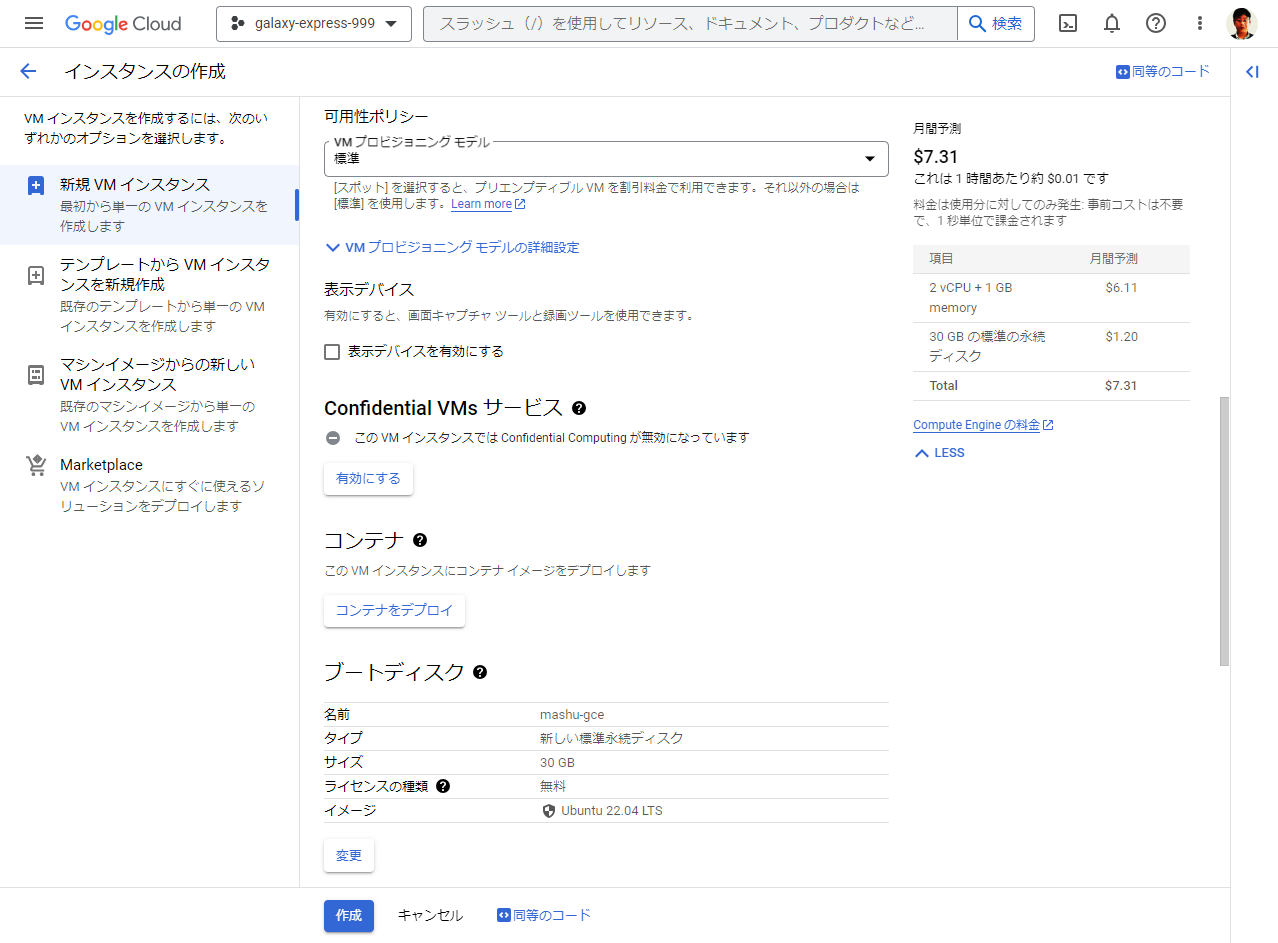 Google Cloud
galaxy-express-999
スラッシュ（/）を使用してリソース、ドキュメント、プロダクトなど...
検索
インスタンスの作成
同等のコード
VM インスタンスを作成するには、次のい
ずれかのオプションを選択します。
新規 VM インスタンス
最初から単一の VM インスタンスを
作成します
テンプレートから VM インスタ
ンスを新規作成
既存のテンプレートから単一の VM
インスタンスを作成します
マシンイメージからの新しい
VM インスタンス
既存のマシンイメージから単一の
VM インスタンスを作成します
Marketplace
VM インスタンスにすぐに使えるソ
リューションをデプロイします
可用性ポリシー
VM プロビジョニング モデル
標準
[スポット] を選択すると、プリエンプティブル VM を割引料金で利用できます。それ以外の場合は
[標準] を使用します。Learn more
VM プロビジョニング モデルの詳細設定
表示デバイス
有効にすると、画面キャプチャ ツールと録画ツールを使用できます。
表示デバイスを有効にする
Confidential VMs サービス
この VM インスタンスでは Confidential Computing が無効になっています
有効にする
コンテナ
この VM インスタンスにコンテナ イメージをデプロイします
コンテナをデプロイ
ブートディスク
名前 mashu-gce
タイプ 新しい標準永続ディスク
サイズ 30 GB
ライセンスの種類 無料
イメージ Ubuntu 22.04 LTS
変更
作成 キャンセル 同等のコード
月間予測
$7.31
これは 1 時間あたり約 $0.01 です
料金は使用分に対してのみ発生: 事前コストは不要
で、1 秒単位で課金されます
項目 月間予測
2 vCPU + 1 GB $6.11
memory
30 GB の標準の永続 $1.20
ディスク
Total $7.31
Compute Engine の料金
LESS